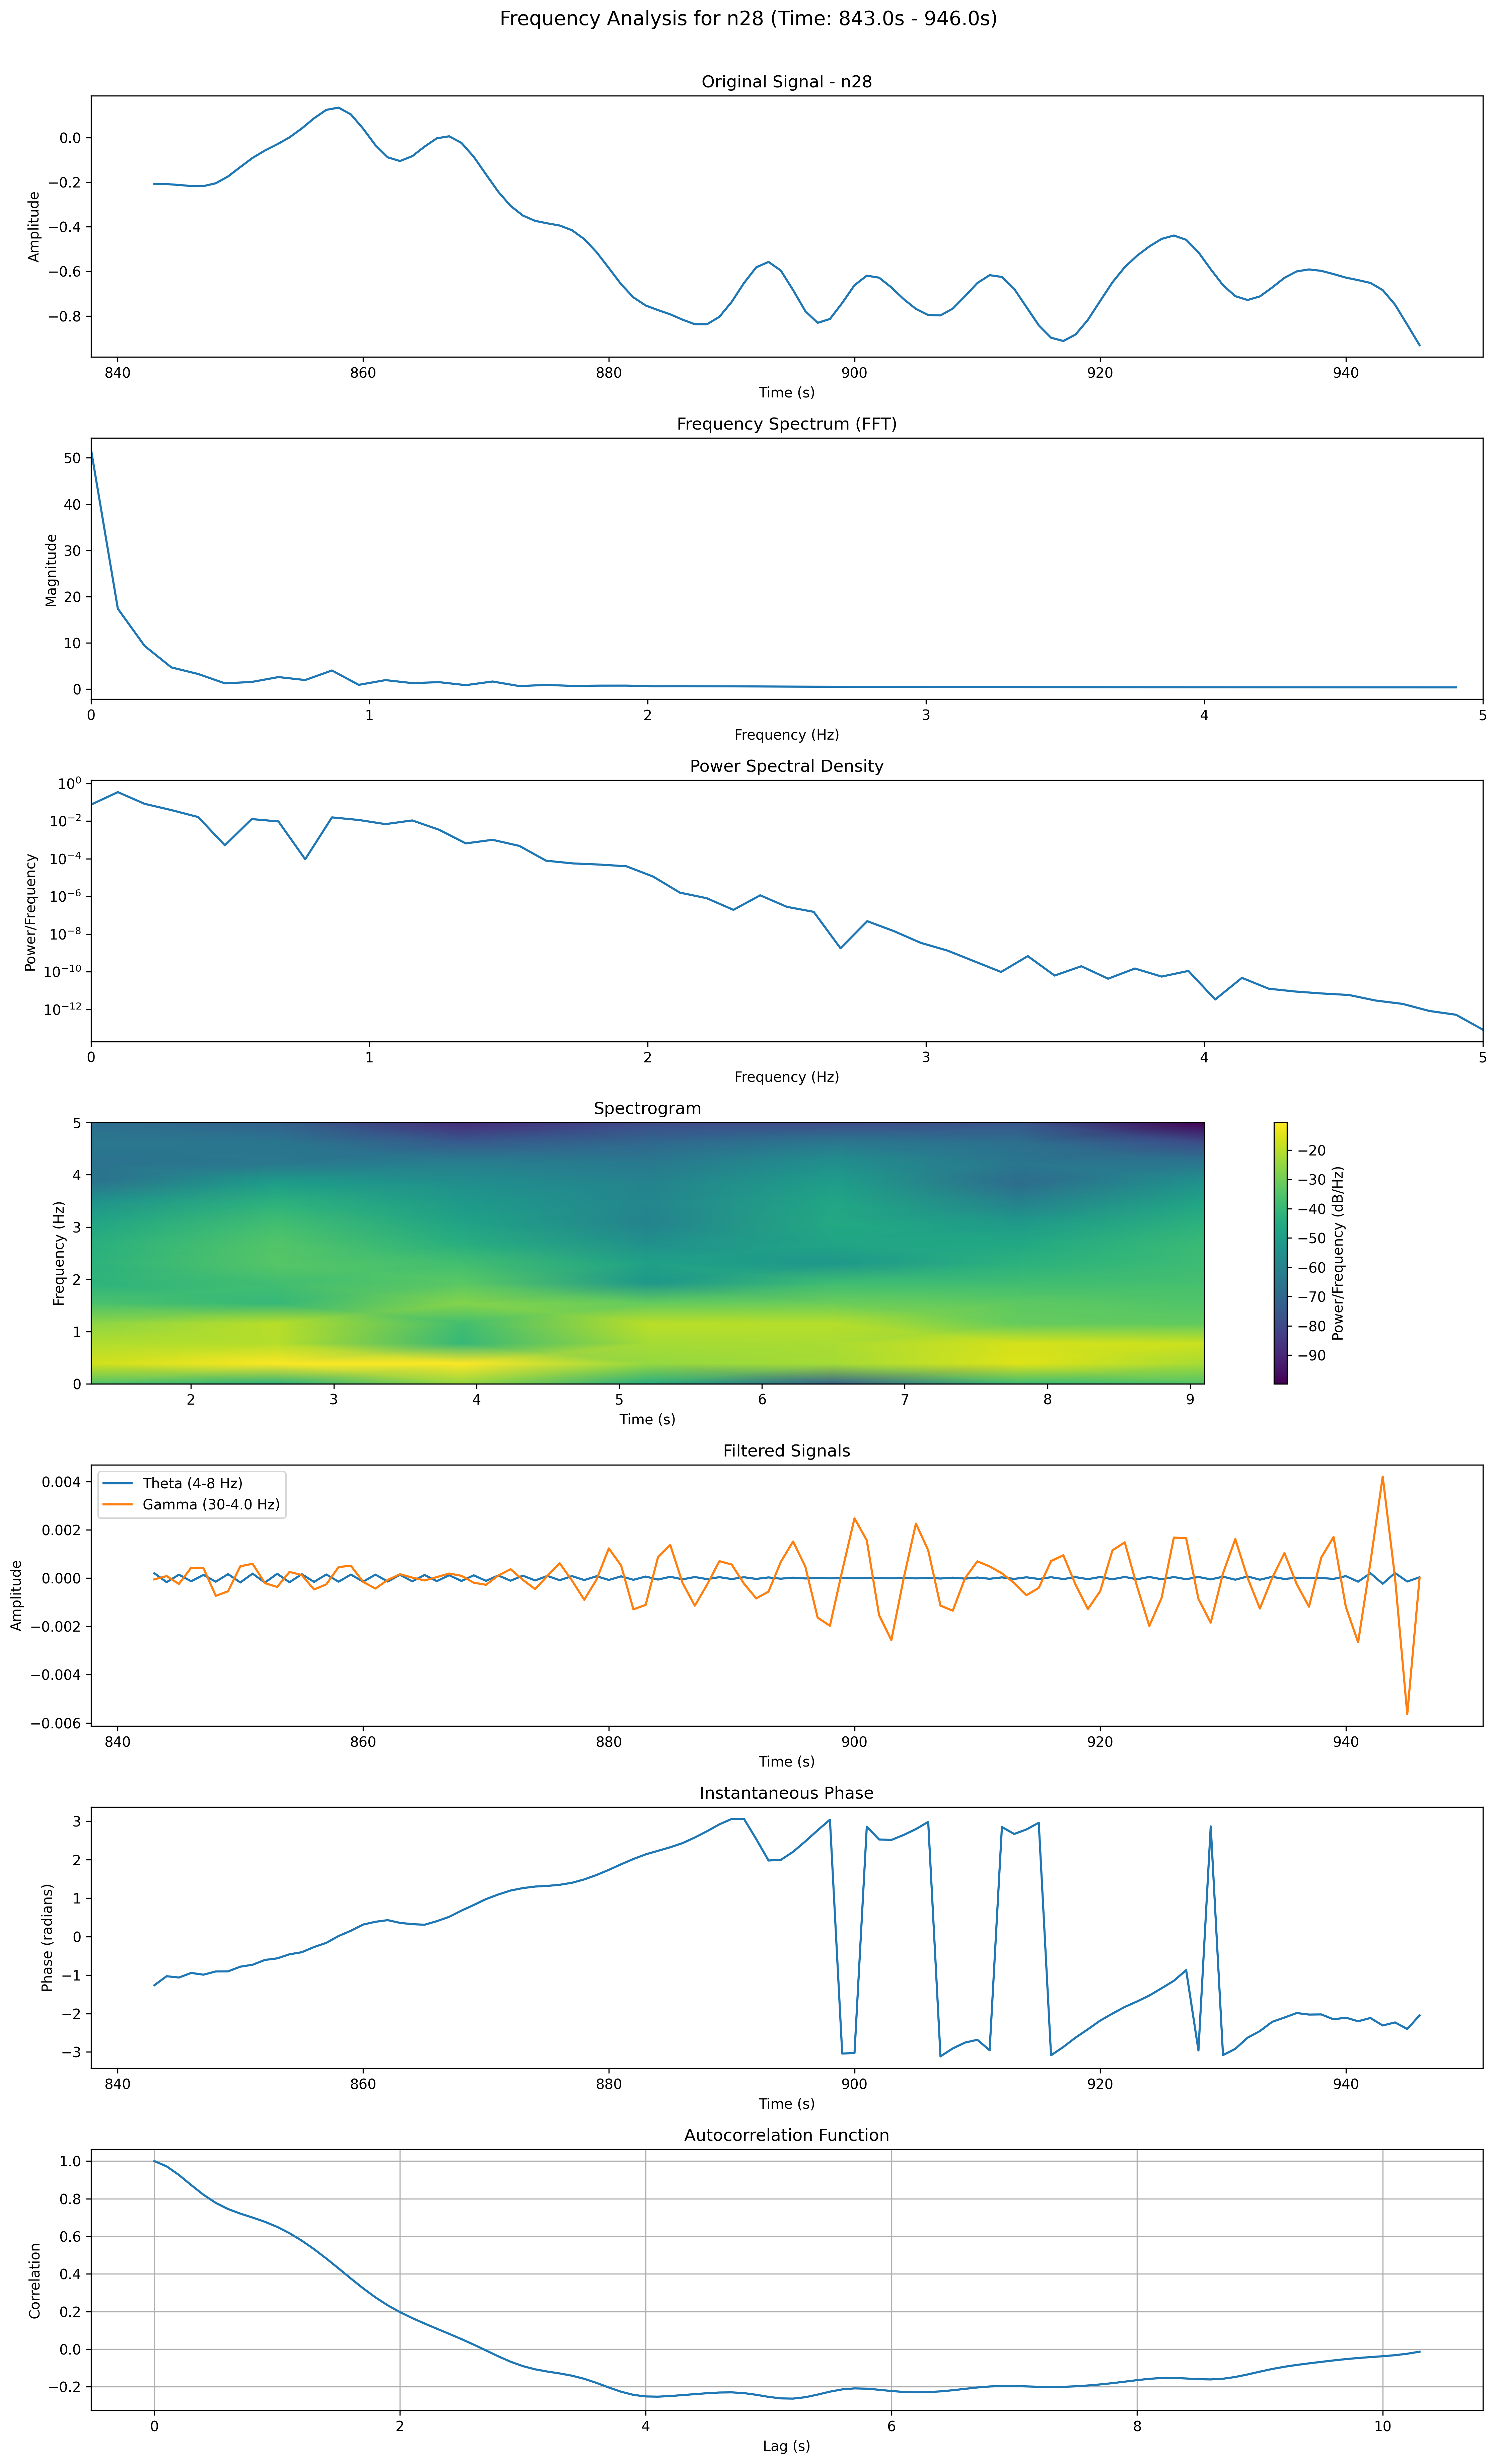 Frequency Analysis for n28 (Time: 843.0s - 946.0s)
Original Signal - n28
Amplitude
0.0
−0.2
−0.4
−0.6
−0.8
840 860 880 900 920 940
Time (s)
Frequency Spectrum (FFT)
Magnitude
50
40
30
20
10
0
0 1 2 3 4 5
Frequency (Hz)
Power Spectral Density
Power/Frequency
10⁰
10⁻²
10⁻⁴
10⁻⁶
10⁻⁸
10⁻¹⁰
10⁻¹²
0 1 2 3 4 5
Frequency (Hz)
Spectrogram
Frequency (Hz)
5
4
3
2
1
0
2 3 4 5 6 7 8 9
Time (s)
−20
−30
−40
−50
−60
−70
−80
−90
Power/Frequency (dB/Hz)
Filtered Signals
Theta (4-8 Hz)
Gamma (30-4.0 Hz)
Amplitude
0.004
0.002
0.000
−0.002
−0.004
−0.006
840 860 880 900 920 940
Time (s)
Instantaneous Phase
Phase (radians)
3
2
1
0
−1
−2
−3
840 860 880 900 920 940
Time (s)
Autocorrelation Function
Correlation
1.0
0.8
0.6
0.4
0.2
0.0
−0.2
0 2 4 6 8 10
Lag (s)